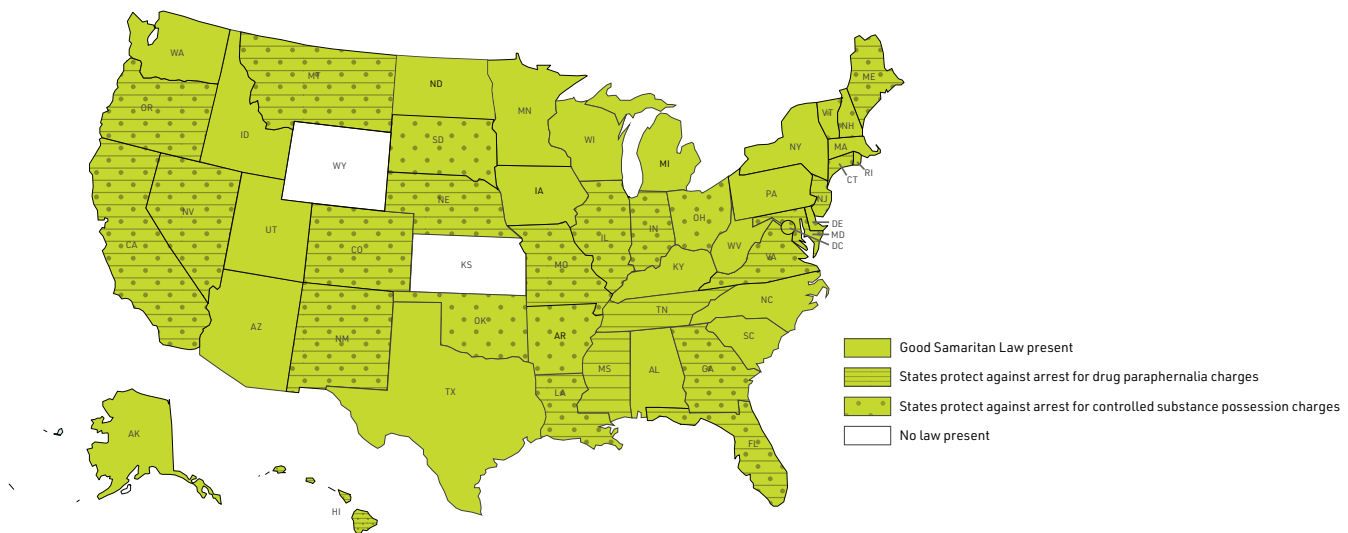 WA
MT
ND
MN
ME
OR
ID
SD
WI
VT
NH
NY
MA
WY
MI
RI
CT
IA
NE
PA
NJ
NV
UT
OH
DE
MD
DC
CA
CO
IL
IN
WV
VA
KS
MO
KY
AZ
NM
OK
AR
TN
NC
SC
TX
LA
MS
AL
GA
AK
FL
HI
Good Samaritan Law present
States protect against arrest for drug paraphernalia charges
States protect against arrest for controlled substance possession charges
No law present